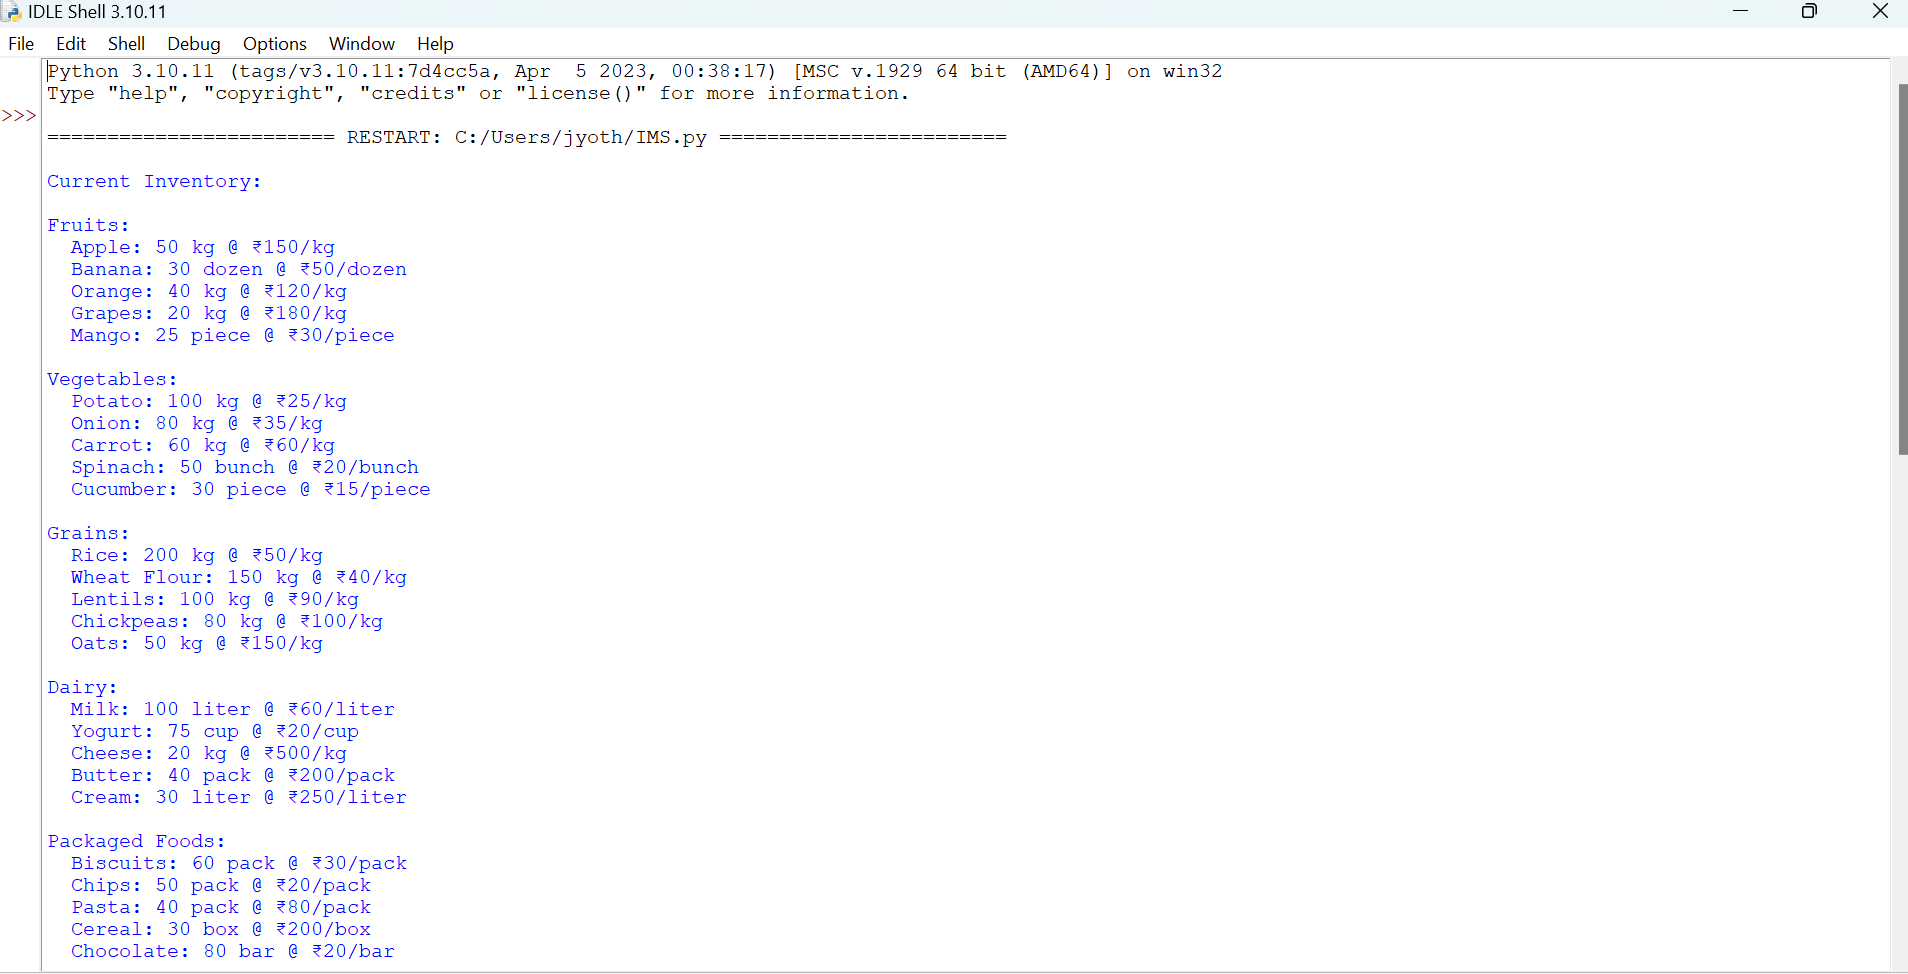 IDLE Shell 3.10.11
File Edit Shell Debug Options Window Help
Python 3.10.11 (tags/v3.10.11:7d4cc5a, Apr  5 2023, 00:38:17) [MSC v.1929 64 bit (AMD64)] on win32
Type "help", "copyright", "credits" or "license()" for more information.
>>>
======================== RESTART: C:/Users/jyoth/IMS.py ========================
Current Inventory:
Fruits:
  Apple: 50 kg @ ₹150/kg
  Banana: 30 dozen @ ₹50/dozen
  Orange: 40 kg @ ₹120/kg
  Grapes: 20 kg @ ₹180/kg
  Mango: 25 piece @ ₹30/piece
Vegetables:
  Potato: 100 kg @ ₹25/kg
  Onion: 80 kg @ ₹35/kg
  Carrot: 60 kg @ ₹60/kg
  Spinach: 50 bunch @ ₹20/bunch
  Cucumber: 30 piece @ ₹15/piece
Grains:
  Rice: 200 kg @ ₹50/kg
  Wheat Flour: 150 kg @ ₹40/kg
  Lentils: 100 kg @ ₹90/kg
  Chickpeas: 80 kg @ ₹100/kg
  Oats: 50 kg @ ₹150/kg
Dairy:
  Milk: 100 liter @ ₹60/liter
  Yogurt: 75 cup @ ₹20/cup
  Cheese: 20 kg @ ₹500/kg
  Butter: 40 pack @ ₹200/pack
  Cream: 30 liter @ ₹250/liter
Packaged Foods:
  Biscuits: 60 pack @ ₹30/pack
  Chips: 50 pack @ ₹20/pack
  Pasta: 40 pack @ ₹80/pack
  Cereal: 30 box @ ₹200/box
  Chocolate: 80 bar @ ₹20/bar